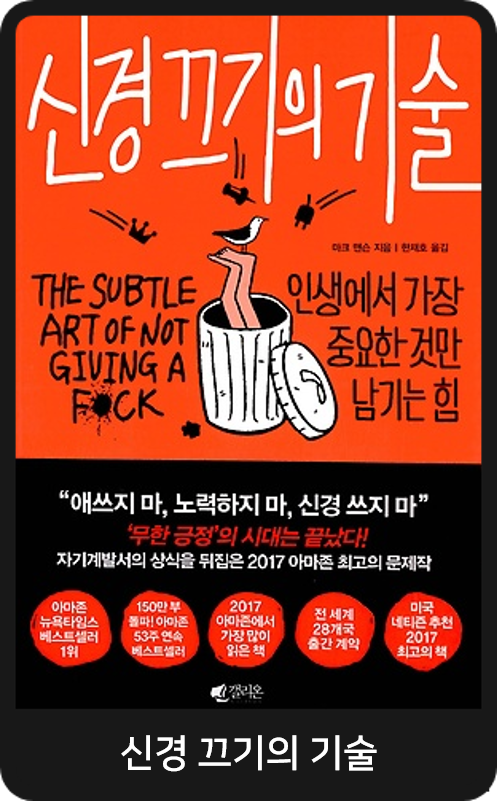 신경 끄기의 기술
마크 맨슨 지음 | 한재호 옮김
THE SUBTLE
ART OF NOT
GIVING A
F*CK
인생에서 가장
중요한 것만
남기는 힘
“애쓰지 마, 노력하지 마, 신경 쓰지 마”
‘무한 긍정’의 시대는 끝났다!
자기계발서의 상식을 뒤집은 2017 아마존 최고의 문제작
아마존
뉴욕타임스
베스트셀러
1위
150만 부
돌파! 아마존
53주 연속
베스트셀러
2017
아마존에서
가장 많이
읽은 책
전 세계
28개국
출간 계약
미국
네티즌 추천
2017
최고의 책
갤리온
신경 끄기의 기술